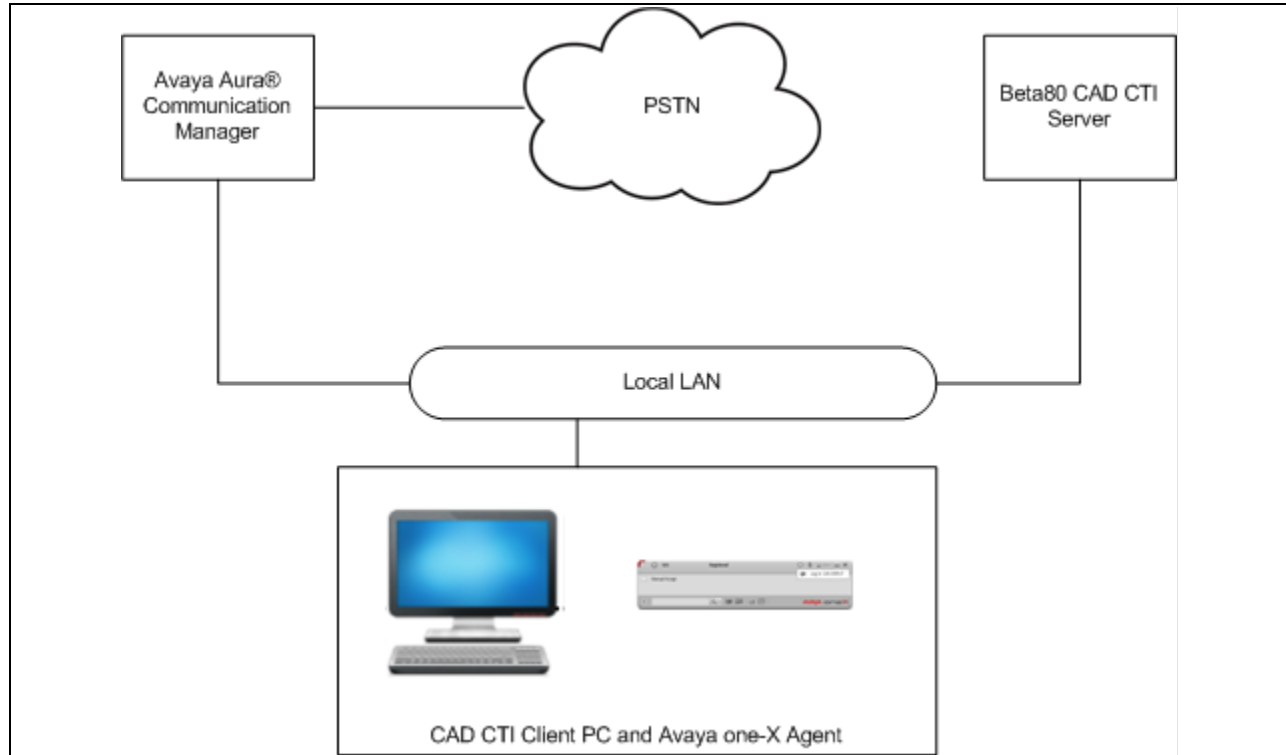 Avaya Aura®
Communication
Manager
PSTN
Beta80 CAD CTI
Server
Local LAN
CAD CTI Client PC and Avaya one-X Agent